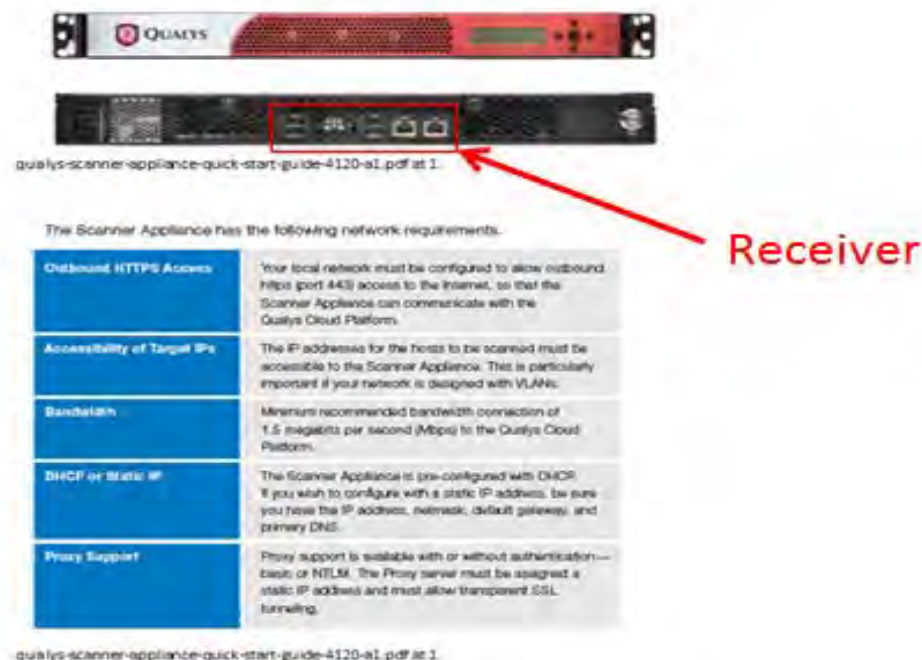 QUALYS
qualys-scanner-appliance-quick-start-guide-4120-a1.pdf at 1.
Receiver
The Scanner Appliance has the following network requirements.
Outbound HTTPS Access
Your local network must be configured to allow outbound
https (port 443) access to the Internet, so that the
Scanner Appliance can communicate with the
Qualys Cloud Platform.
Accessibility of Target IPs
The IP addresses for the hosts to be scanned must be
accessible to the Scanner Appliance. This is particularly
important if your network is designed with VLANs.
Bandwidth
Minimum recommended bandwidth connection of
1.5 megabits per second (Mbps) to the Qualys Cloud
Platform.
DHCP or Static IP
The Scanner Appliance is pre-configured with DHCP.
If you wish to configure with a static IP address, be sure
you have the IP address, netmask, default gateway, and
primary DNS.
Proxy Support
Proxy support is available with or without authentication—
basic or NTLM. The Proxy server must be assigned a
static IP address and must allow transparent SSL
tunneling.
qualys-scanner-appliance-quick-start-guide-4120-a1.pdf at 1.